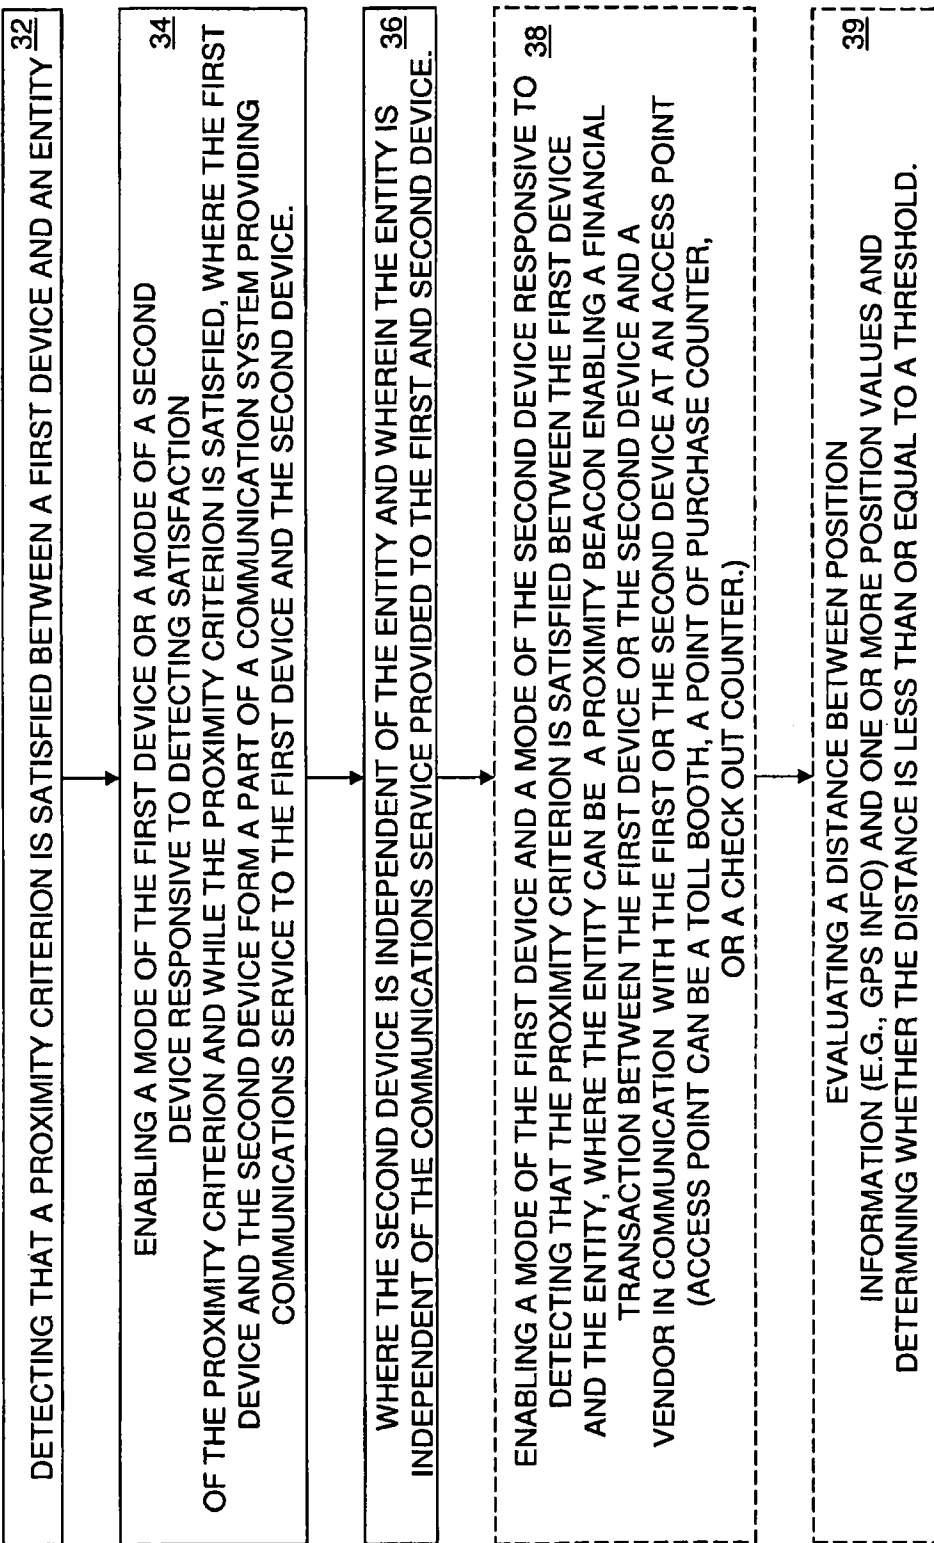 DETECTING THAT A PROXIMITY CRITERION IS SATISFIED BETWEEN A FIRST DEVICE AND AN ENTITY 32
ENABLING A MODE OF THE FIRST DEVICE OR A MODE OF A SECOND 34
DEVICE RESPONSIVE TO DETECTING SATISFACTION
OF THE PROXIMITY CRITERION AND WHILE THE PROXIMITY CRITERION IS SATISFIED, WHERE THE FIRST
DEVICE AND THE SECOND DEVICE FORM A PART OF A COMMUNICATION SYSTEM PROVIDING
COMMUNICATIONS SERVICE TO THE FIRST DEVICE AND THE SECOND DEVICE.
36
WHERE THE SECOND DEVICE IS INDEPENDENT OF THE ENTITY AND WHEREIN THE ENTITY IS
INDEPENDENT OF THE COMMUNICATIONS SERVICE PROVIDED TO THE FIRST AND SECOND DEVICE.
38
ENABLING A MODE OF THE FIRST DEVICE AND A MODE OF THE SECOND DEVICE RESPONSIVE TO
DETECTING THAT THE PROXIMITY CRITERION IS SATISFIED BETWEEN THE FIRST DEVICE
AND THE ENTITY, WHERE THE ENTITY CAN BE A PROXIMITY BEACON ENABLING A FINANCIAL
TRANSACTION BETWEEN THE FIRST DEVICE OR THE SECOND DEVICE AND A
VENDOR IN COMMUNICATION WITH THE FIRST OR THE SECOND DEVICE AT AN ACCESS POINT
(ACCESS POINT CAN BE A TOLL BOOTH, A POINT OF PURCHASE COUNTER,
OR A CHECK OUT COUNTER.)
39
EVALUATING A DISTANCE BETWEEN POSITION
INFORMATION (E.G., GPS INFO) AND ONE OR MORE POSITION VALUES AND
DETERMINING WHETHER THE DISTANCE IS LESS THAN OR EQUAL TO A THRESHOLD.